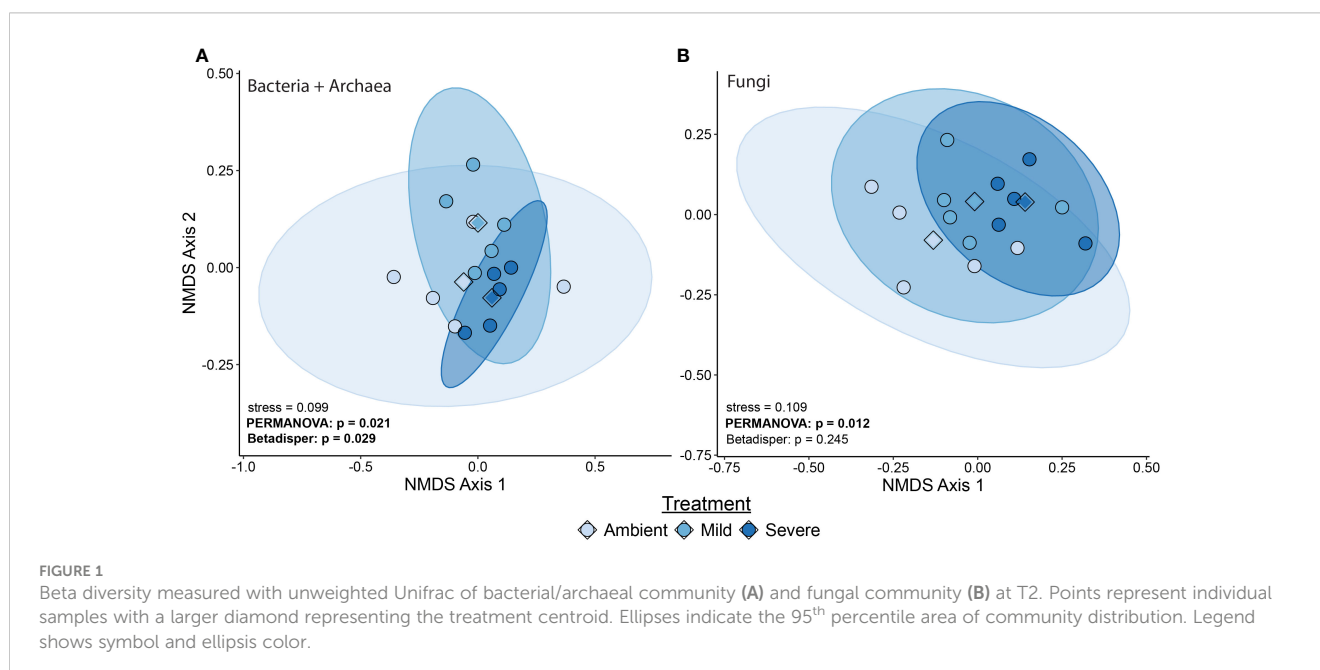 A
B
0.50
Bacteria + Archaea
Fungi
0.25
0.00
-0.25
NMDS Axis 2
0.25
0.00
-0.25
-0.50
-0.75
stress = 0.099
PERMANOVA: p = 0.021
Betadisper: p = 0.029
stress = 0.109
PERMANOVA: p = 0.012
Betadisper: p = 0.245
-1.0 -0.5 0.0 0.5
-0.75 -0.50 -0.25 0.00 0.25 0.50
NMDS Axis 1
NMDS Axis 1
Treatment
Ambient Mild Severe
FIGURE 1
Beta diversity measured with unweighted Unifrac of bacterial/archaeal community (A) and fungal community (B) at T2. Points represent individual
samples with a larger diamond representing the treatment centroid. Ellipses indicate the 95th percentile area of community distribution. Legend
shows symbol and ellipsis color.